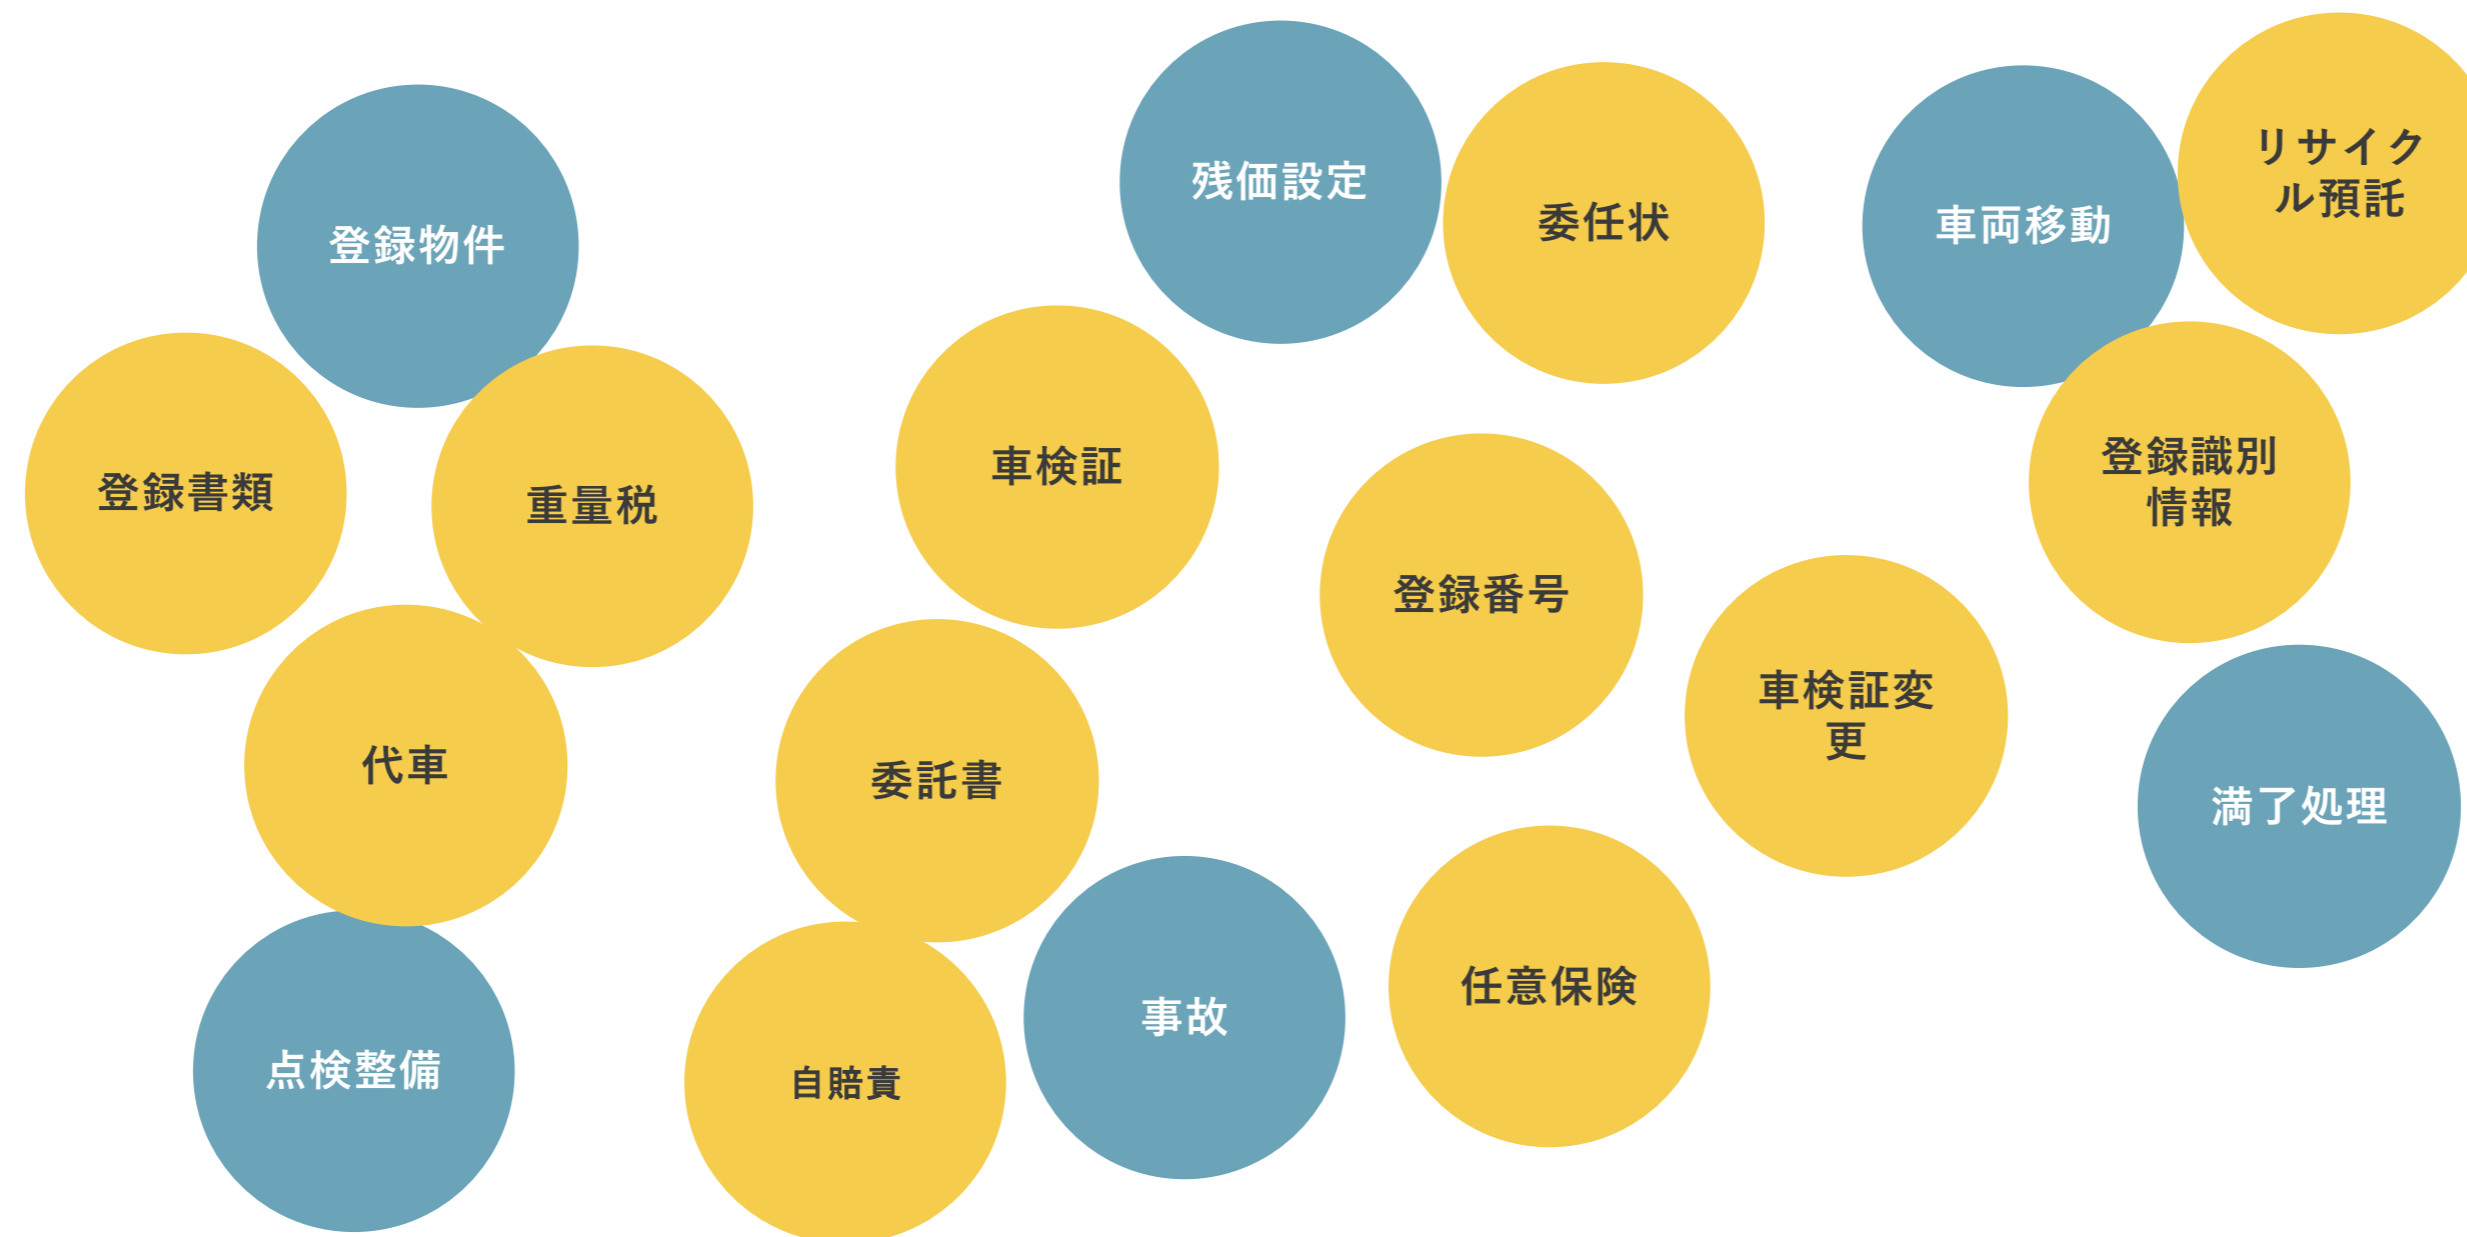 リサイク
ル預託
残価設定
委任状
車両移動
登録物件
車検証
登録識別
情報
登録書類
重量税
登録番号
車検証変
更
代車
委託書
満了処理
任意保険
事故
点検整備
自賠責